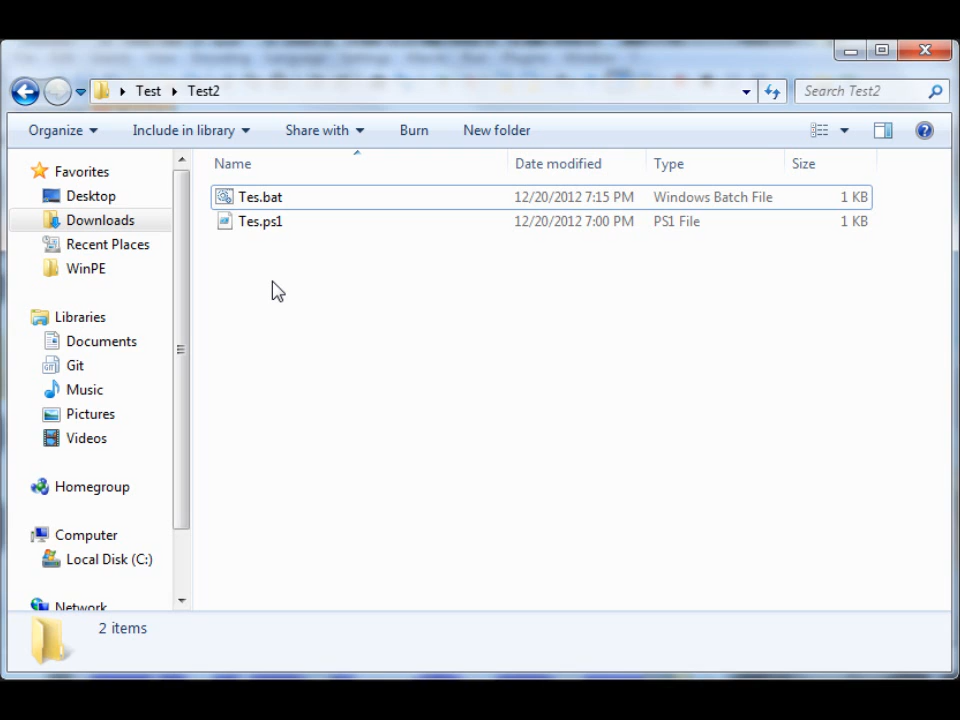 Test Test2
Search Test2
Organize Include in library Share with Burn New folder
Name Date modified Type Size
Favorites
Desktop
Downloads
Recent Places
WinPE
Libraries
Documents
Git
Music
Pictures
Videos
Homegroup
Computer
Local Disk (C:)
Network
Tes.bat 12/20/2012 7:15 PM Windows Batch File 1 KB
Tes.ps1 12/20/2012 7:00 PM PS1 File 1 KB
2 items